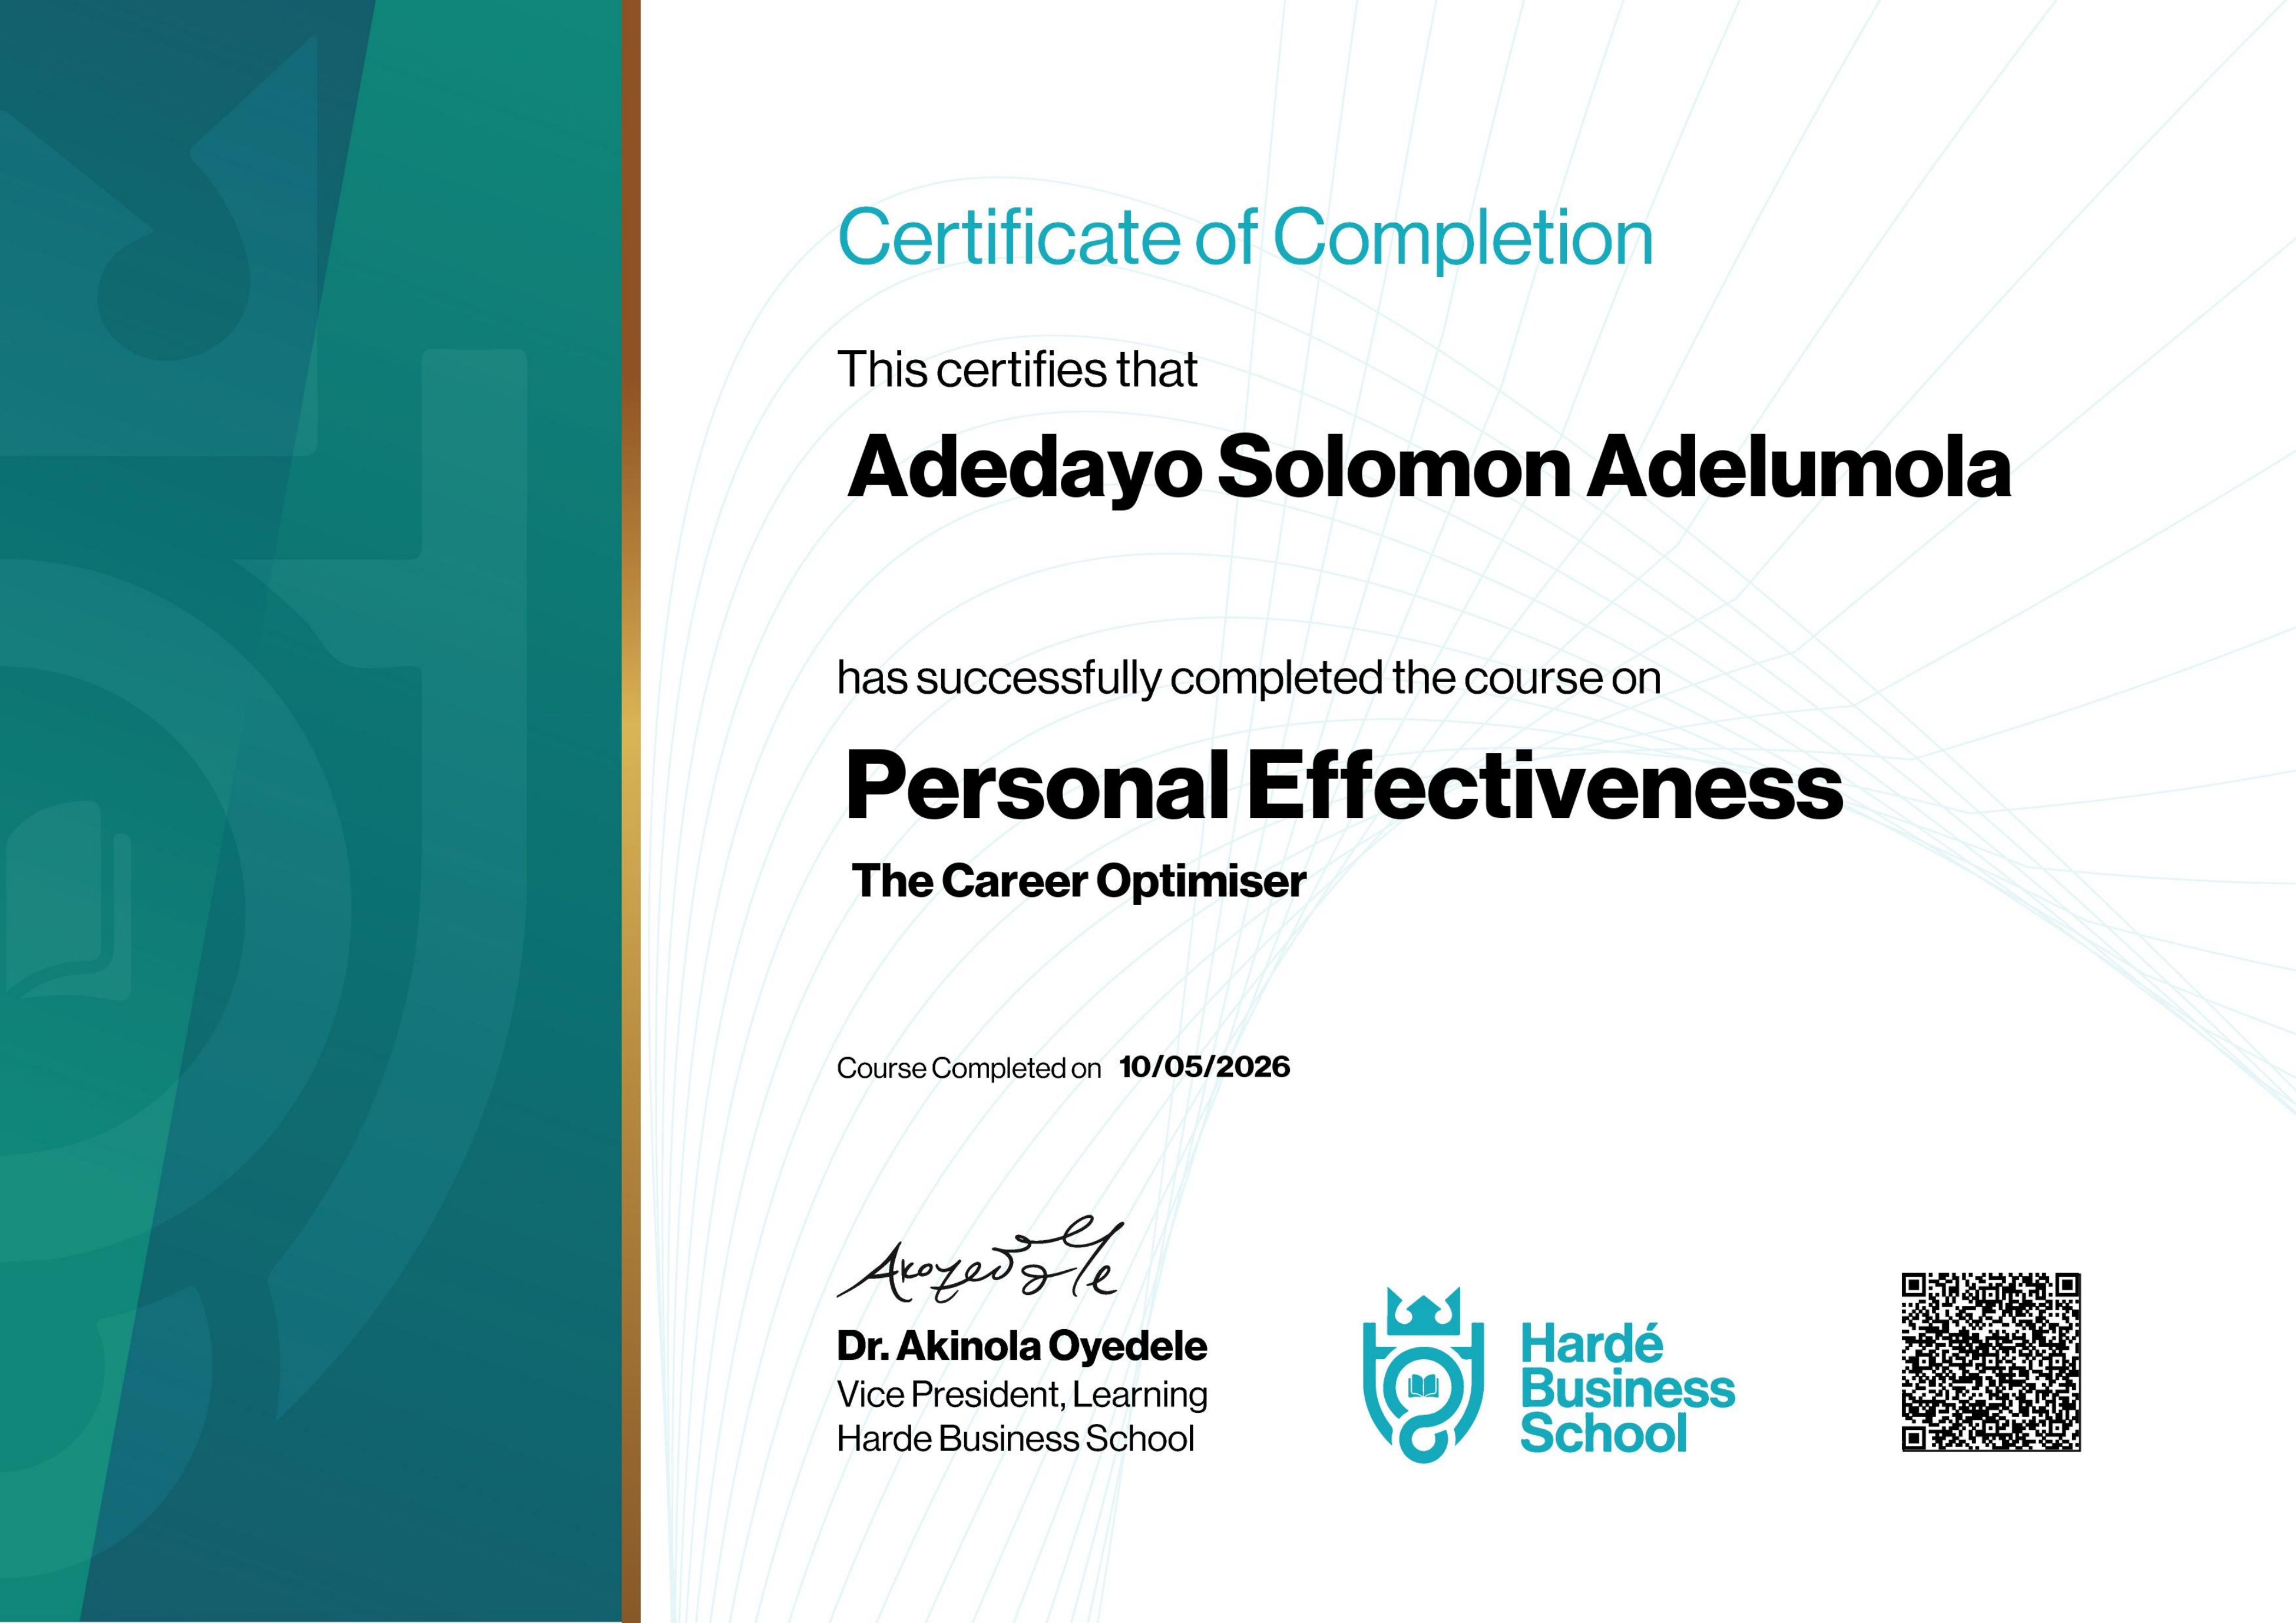 Certificate of Completion
This certifies that
Adedayo Solomon Adelumola
has successfully completed the course on
Personal Effectiveness
The Career Optimiser
Course Completed on 10/05/2026
Dr. Akinola Oyedele
Vice President, Learning
Harde Business School
Hardé
Business
School